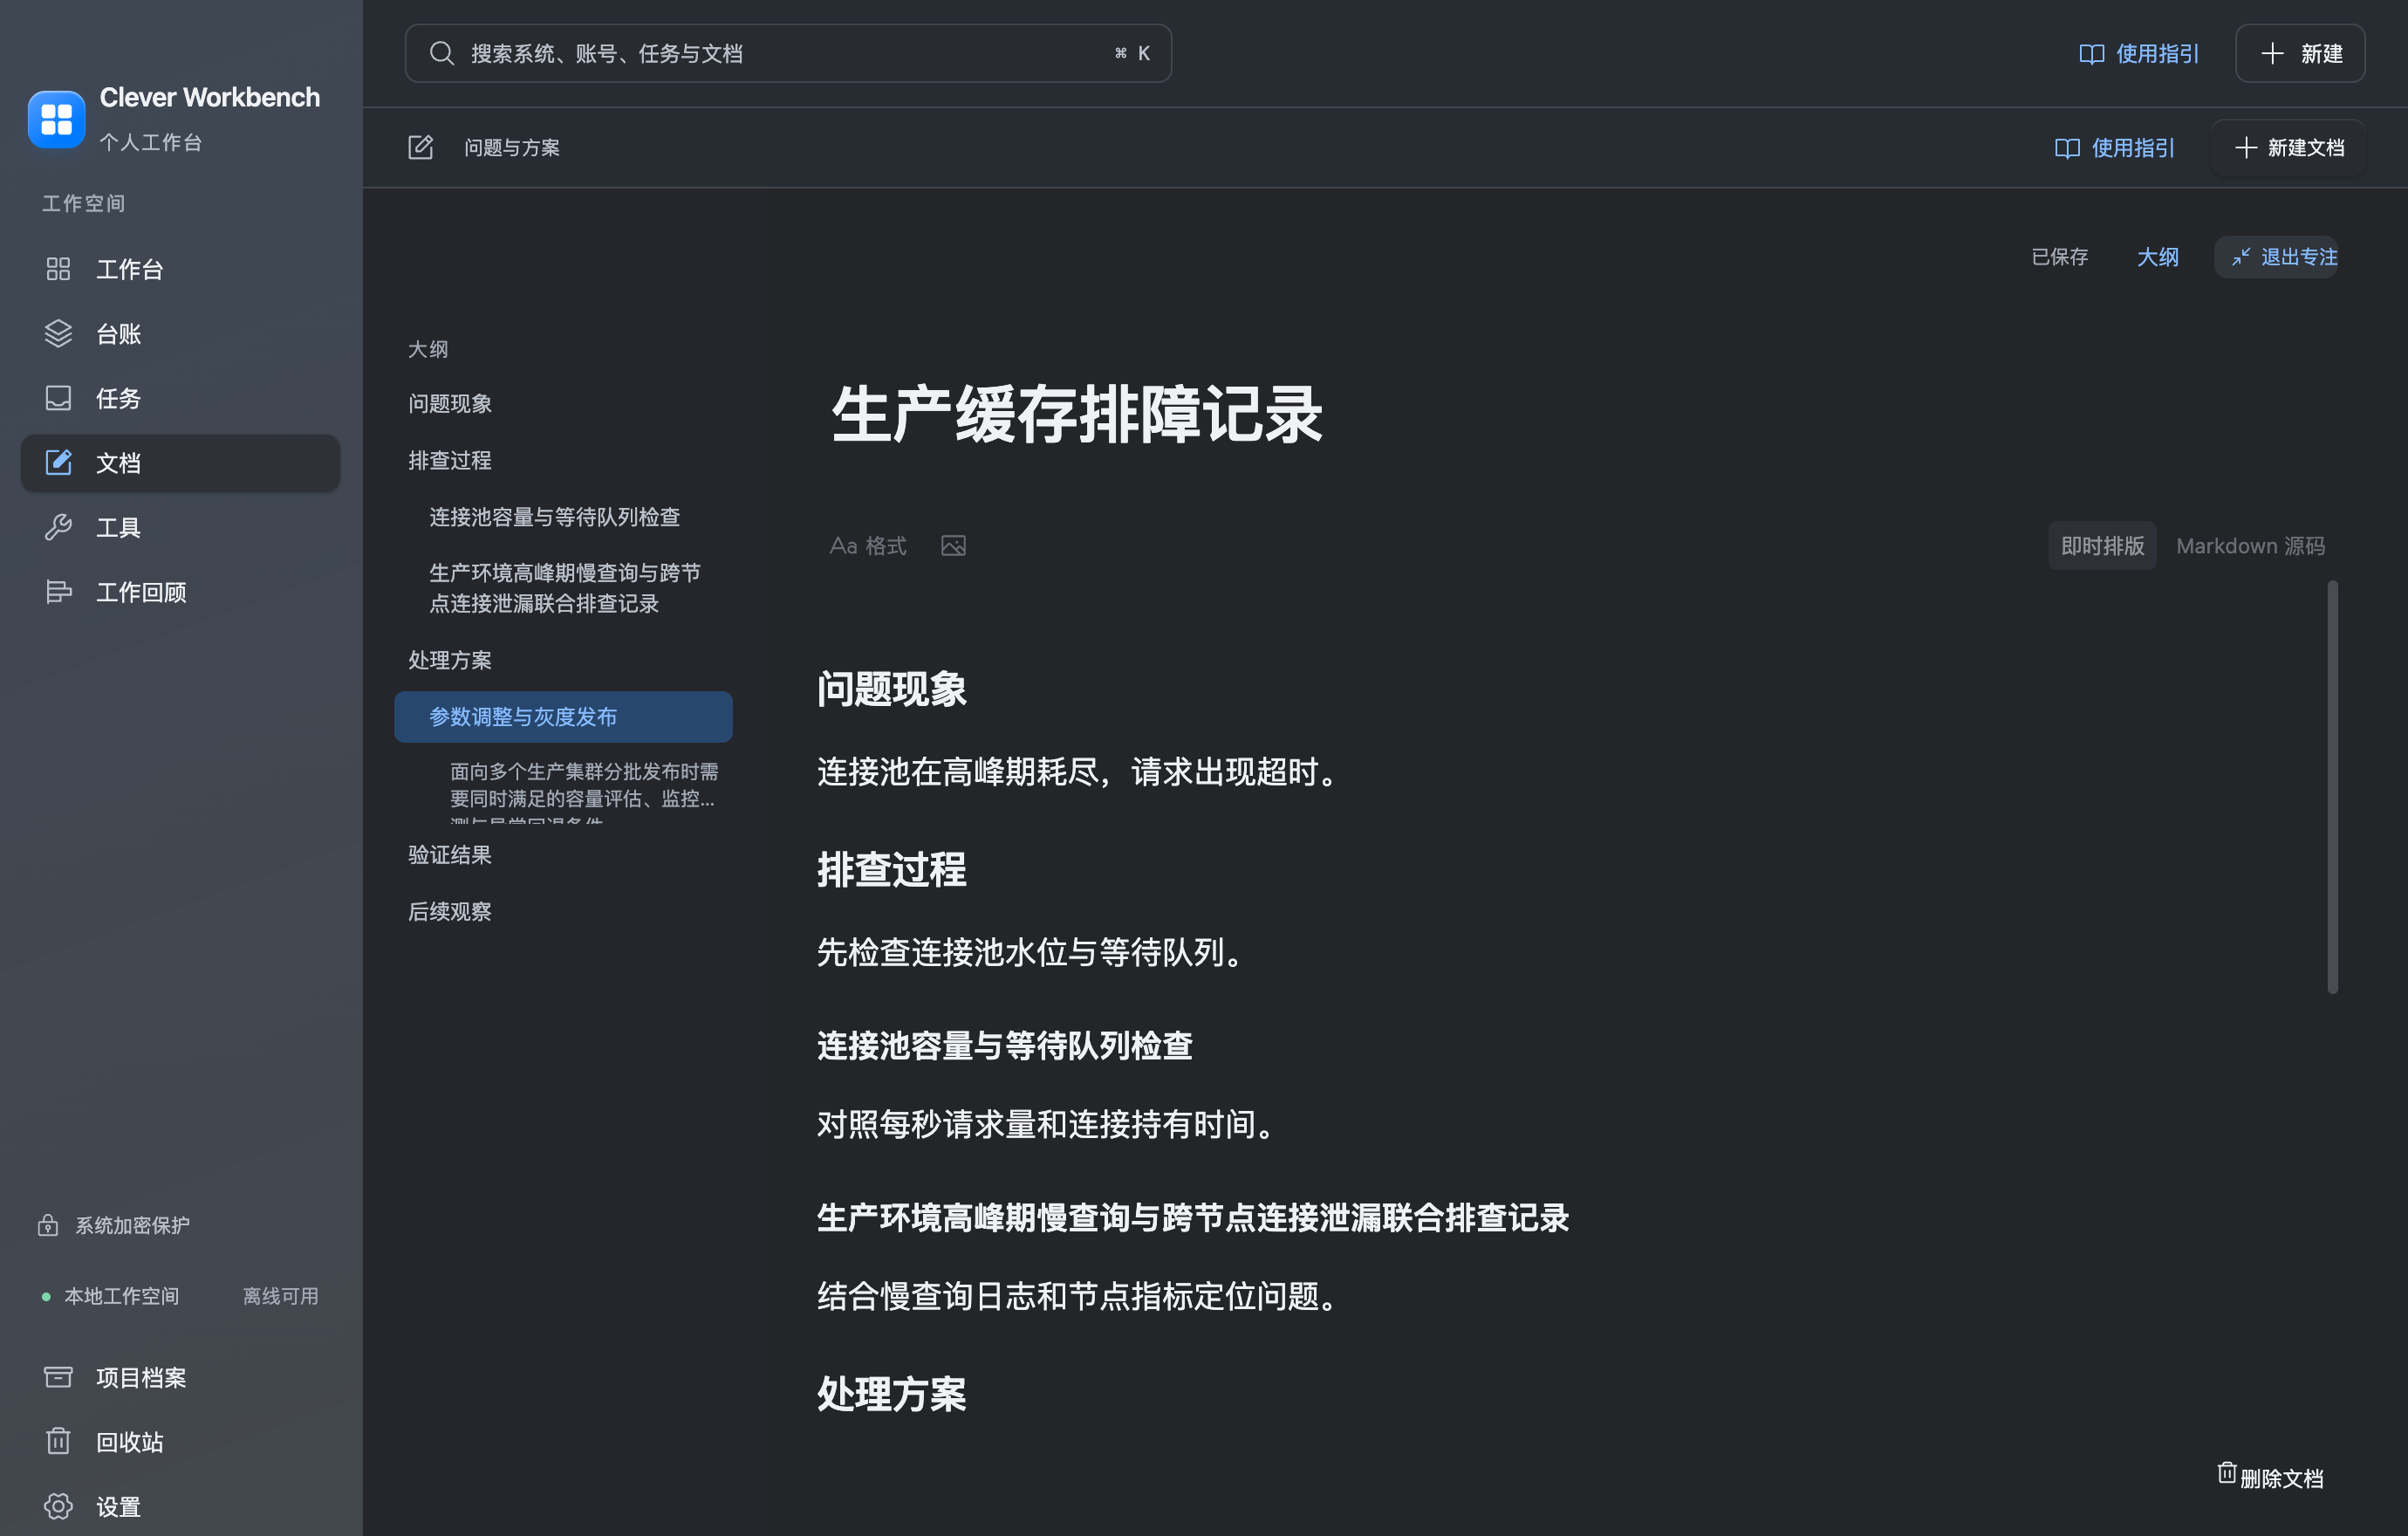 Clever Workbench
个人工作台
工作空间
工作台
台账
任务
文档
工具
工作回顾
系统加密保护
本地工作空间 离线可用
项目档案
回收站
设置
搜索系统、账号、任务与文档 ⌘ K
使用指引
新建
问题与方案
使用指引
新建文档
已保存 大纲 退出专注
大纲
问题现象
排查过程
连接池容量与等待队列检查
生产环境高峰期慢查询与跨节
点连接泄漏联合排查记录
处理方案
参数调整与灰度发布
面向多个生产集群分批发布时需
要同时满足的容量评估、监控...
验证结果
后续观察
生产缓存排障记录
Aa 格式
即时排版 Markdown 源码
问题现象
连接池在高峰期耗尽，请求出现超时。
排查过程
先检查连接池水位与等待队列。
连接池容量与等待队列检查
对照每秒请求量和连接持有时间。
生产环境高峰期慢查询与跨节点连接泄漏联合排查记录
结合慢查询日志和节点指标定位问题。
处理方案
删除文档